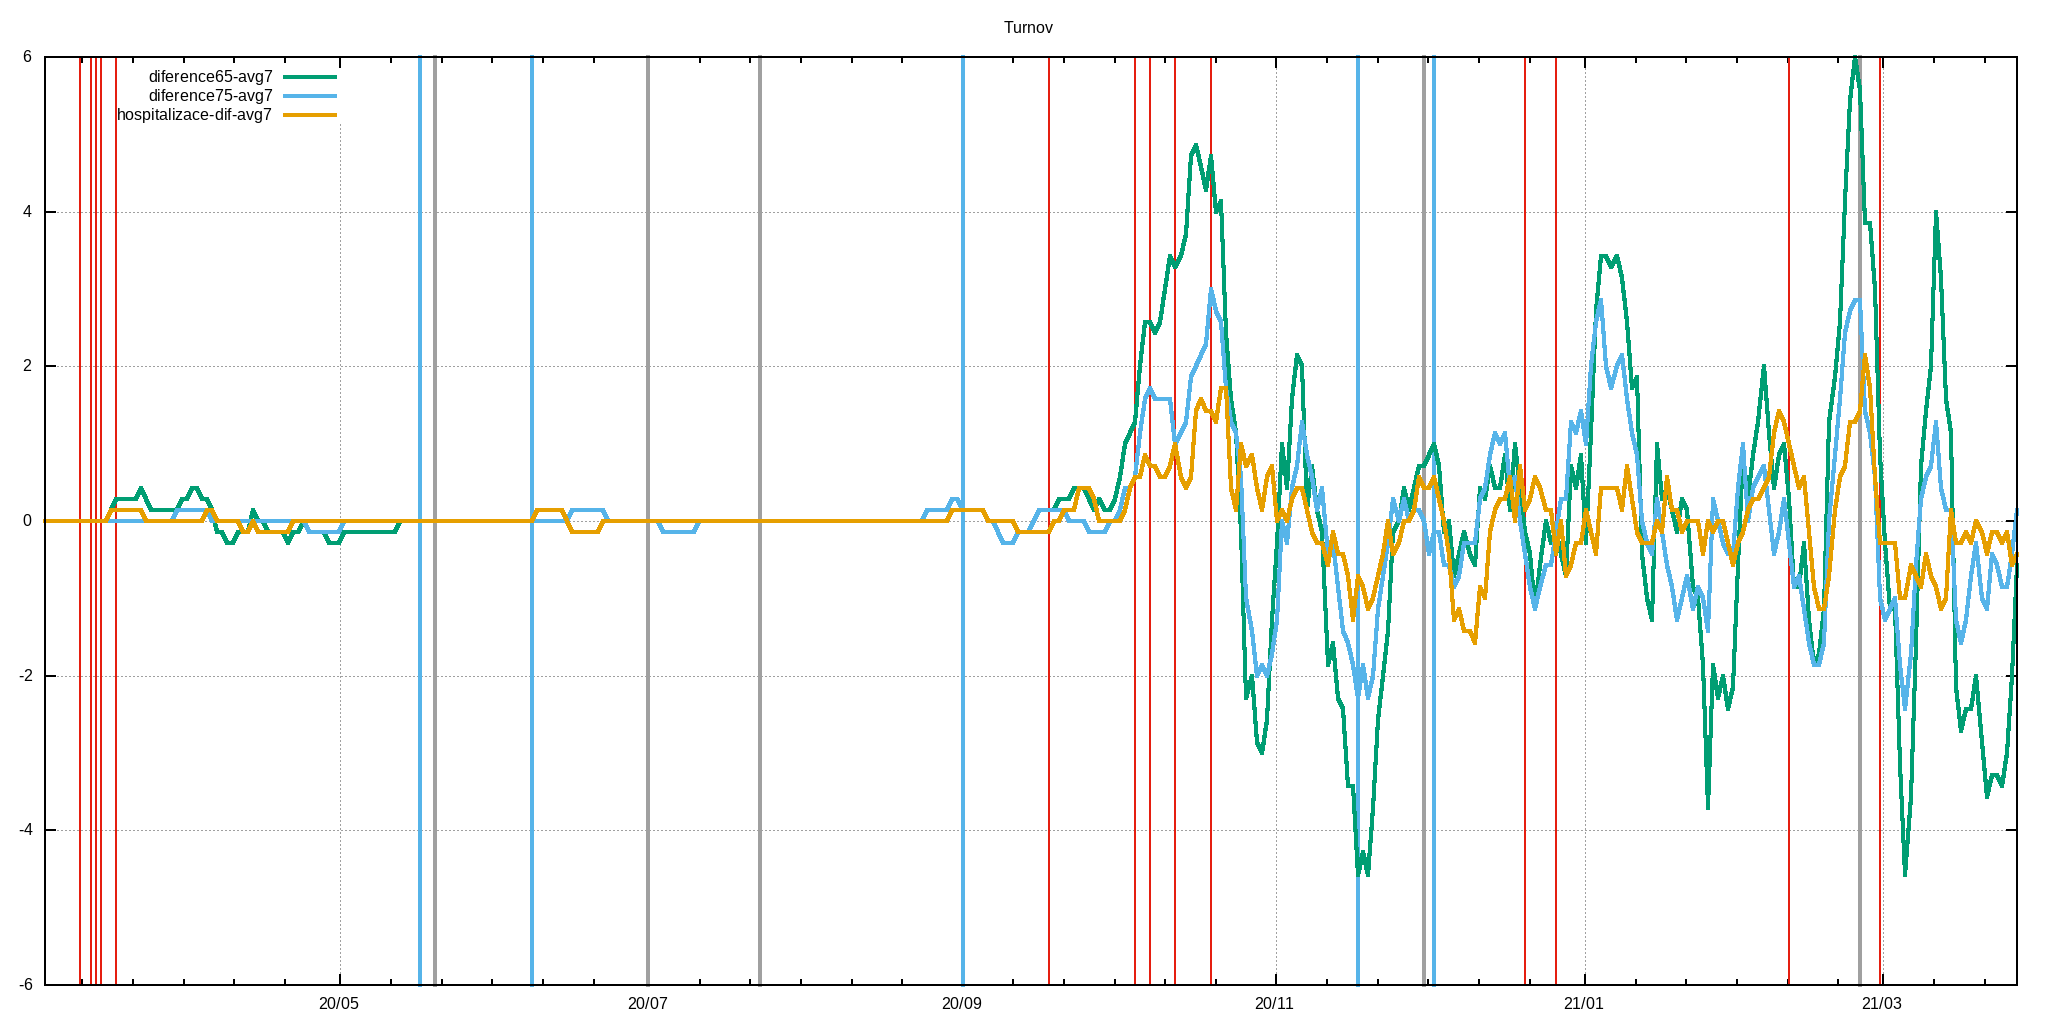 Turnov
6
diference65-avg7
diference75-avg7
hospitalizace-dif-avg7
4
2
0
-2
-4
-6
20/05 20/07 20/09 20/11 21/01 21/03